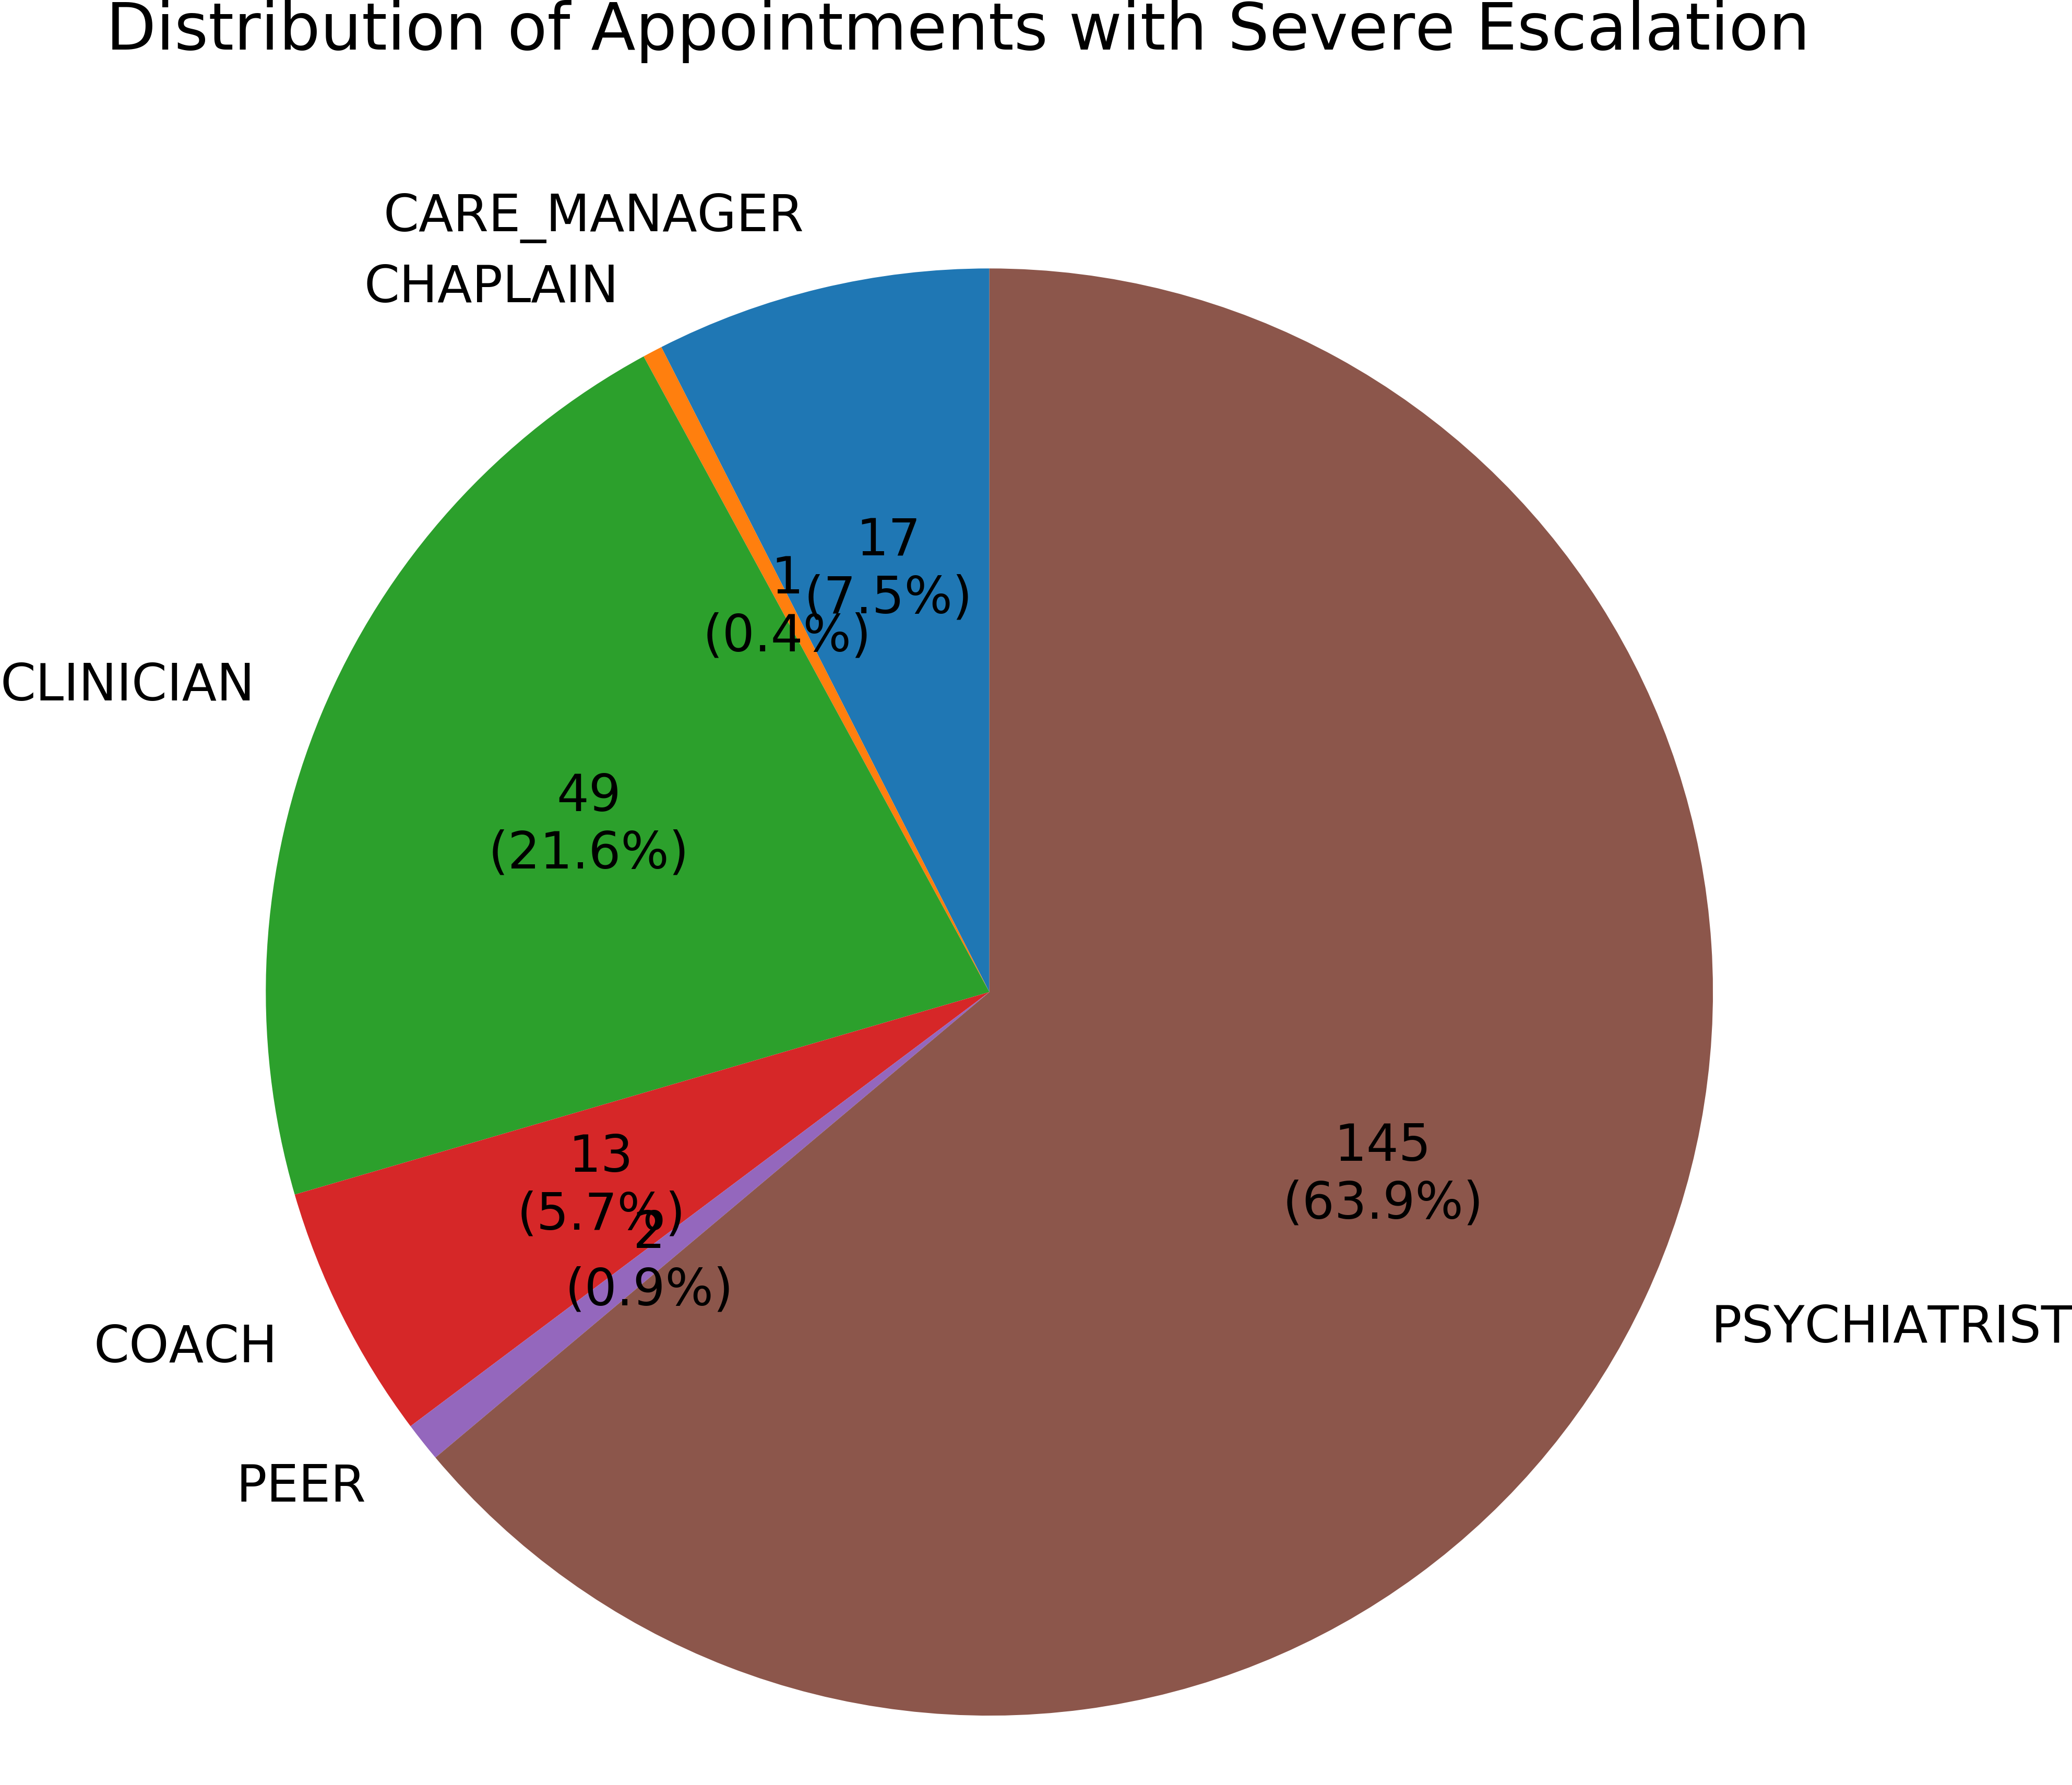 Distribution of Appointments with Severe Escalation
CARE_MANAGER
CHAPLAIN
17
(7.5%)
1
(0.4%)
CLINICIAN
49
(21.6%)
13
(5.7%)
2
(0.9%)
145
(63.9%)
COACH
PSYCHIATRIST
PEER